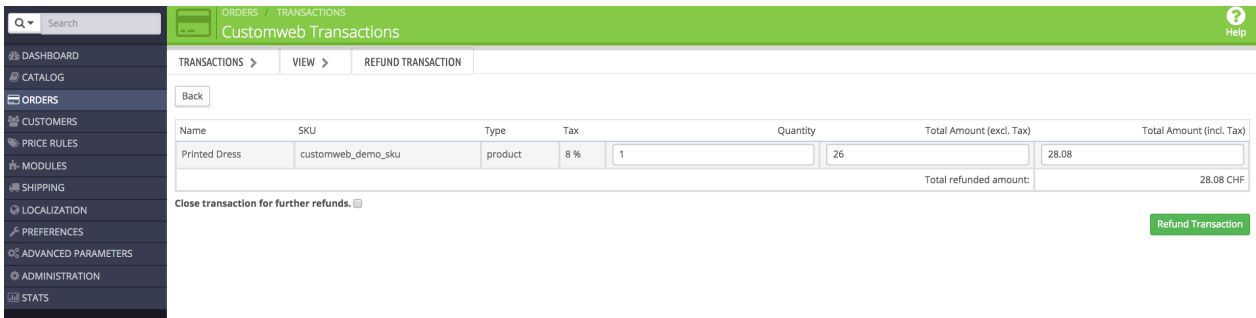 Search
DASHBOARD
CATALOG
ORDERS
CUSTOMERS
PRICE RULES
MODULES
SHIPPING
LOCALIZATION
PREFERENCES
ADVANCED PARAMETERS
ADMINISTRATION
STATS
ORDERS / TRANSACTIONS
Customweb Transactions
Help
TRANSACTIONS > VIEW > REFUND TRANSACTION
Back
Name SKU Type Tax Quantity Total Amount (excl. Tax) Total Amount (incl. Tax)
Printed Dress customweb_demo_sku product 8 % 1 26 28.08
Total refunded amount: 28.08 CHF
Close transaction for further refunds.
Refund Transaction